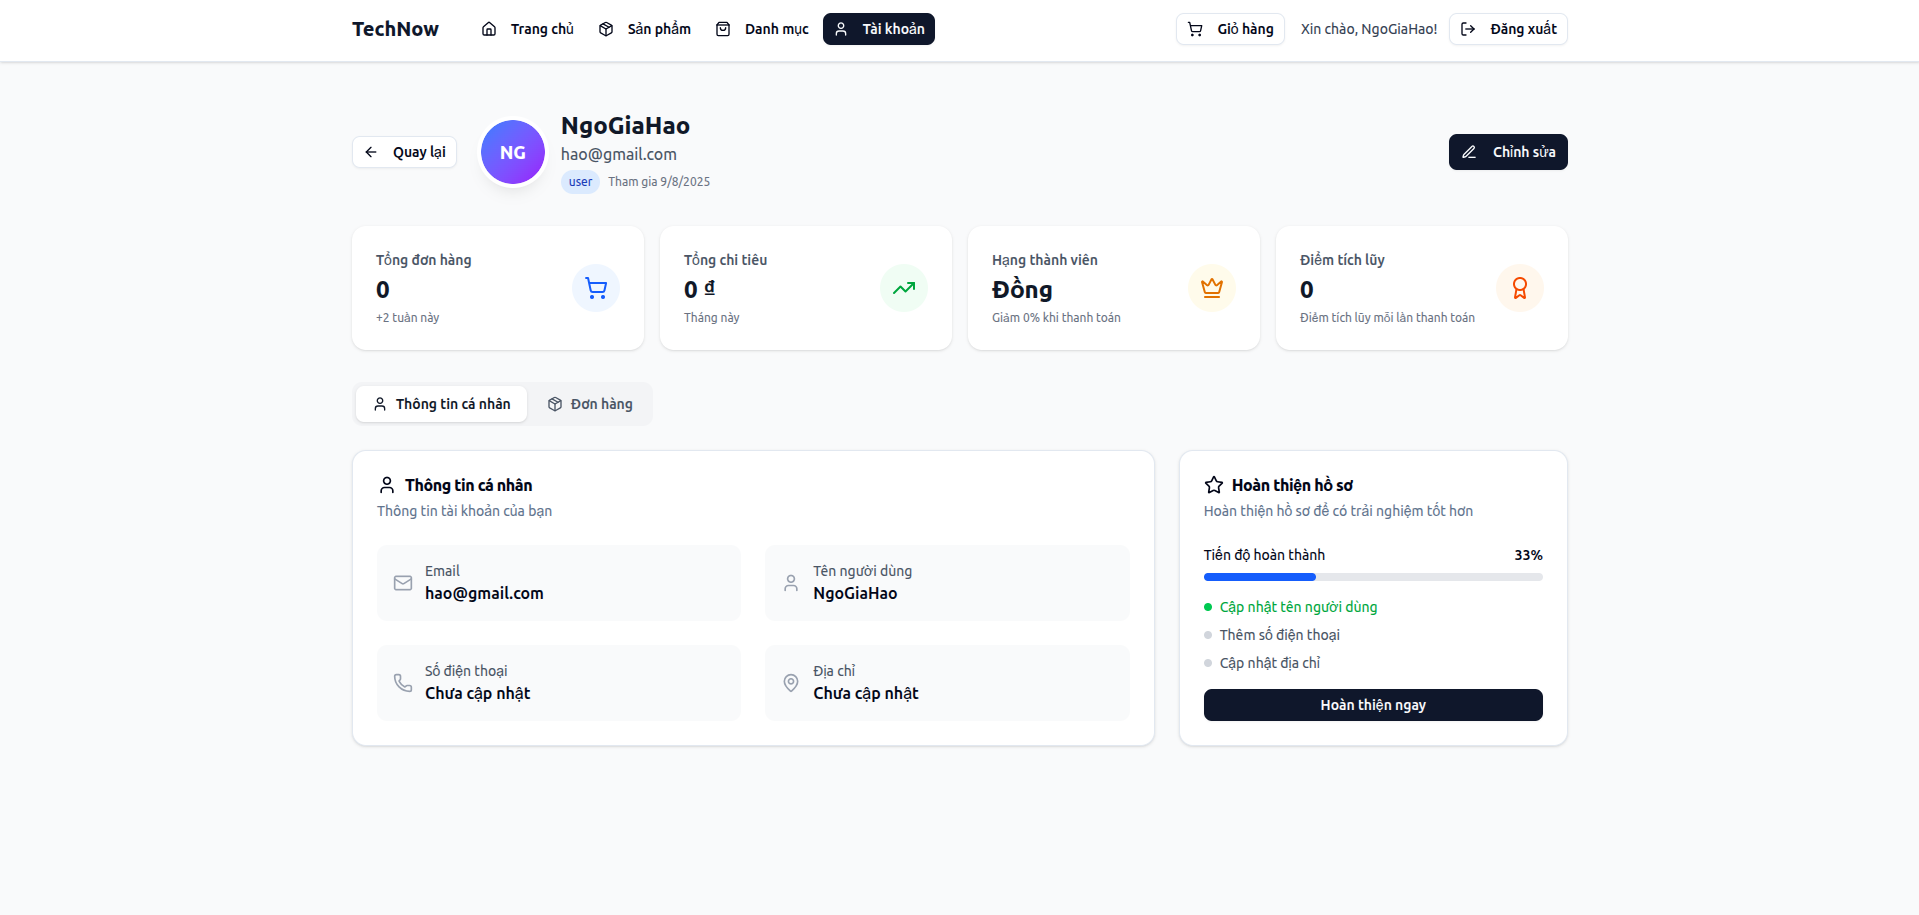 TechNow Trang chủ Sản phẩm Danh mục Tài khoản Giỏ hàng Xin chào, NgoGiaHao! Đăng xuất
Quay lại
NG
NgoGiaHao
hao@gmail.com
user Tham gia 9/8/2025
Chỉnh sửa
Tổng đơn hàng
0
+2 tuần này
Tổng chi tiêu
0 ₫
Tháng này
Hạng thành viên
Đồng
Giảm 0% khi thanh toán
Điểm tích lũy
0
Điểm tích lũy mỗi lần thanh toán
Thông tin cá nhân Đơn hàng
Thông tin cá nhân
Thông tin tài khoản của bạn
Email
hao@gmail.com
Tên người dùng
NgoGiaHao
Số điện thoại
Chưa cập nhật
Địa chỉ
Chưa cập nhật
Hoàn thiện hồ sơ
Hoàn thiện hồ sơ để có trải nghiệm tốt hơn
Tiến độ hoàn thành 33%
Cập nhật tên người dùng
Thêm số điện thoại
Cập nhật địa chỉ
Hoàn thiện ngay